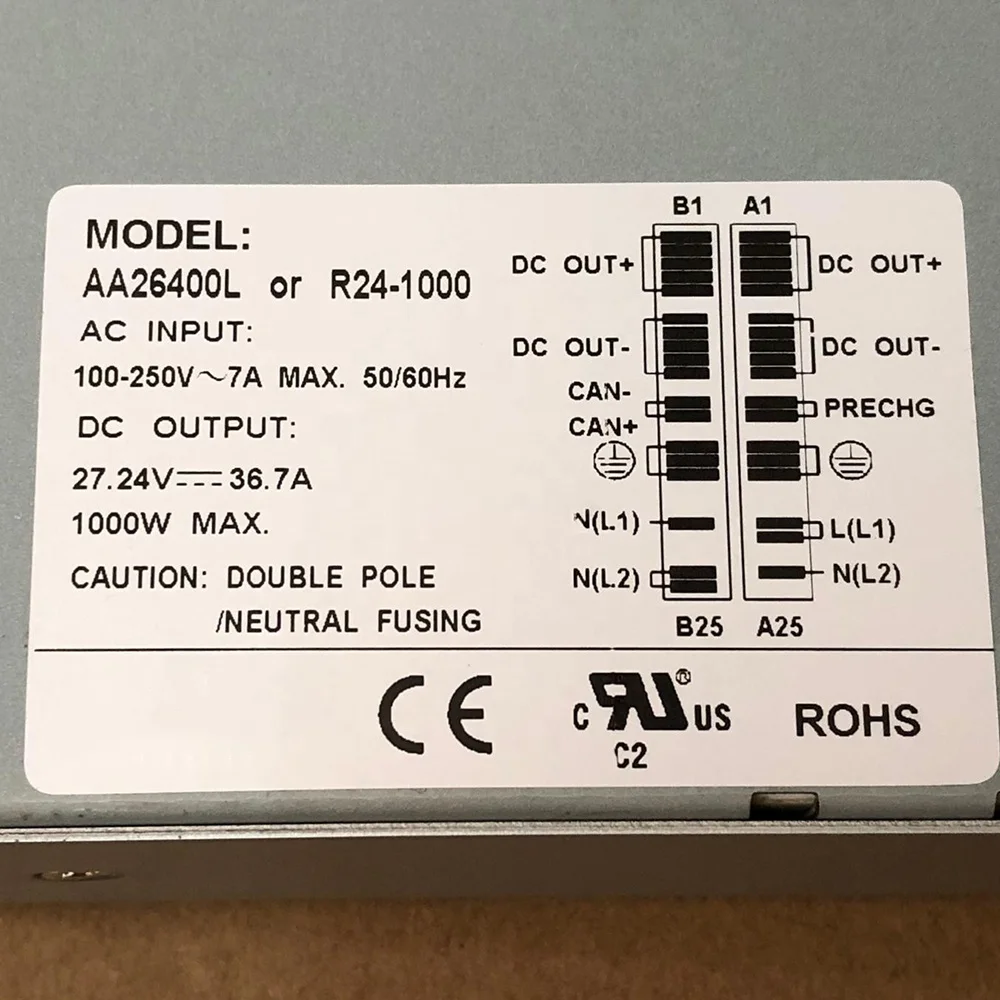 MODEL:
AA26400L or R24-1000
AC INPUT:
100-250V～7A MAX. 50/60Hz
DC OUTPUT:
27.24V⎓36.7A
1000W MAX.
CAUTION: DOUBLE POLE
/NEUTRAL FUSING
B1 A1
DC OUT+ DC OUT+
DC OUT- DC OUT-
CAN-
CAN+ PRECHG
N(L1) L(L1)
N(L2) N(L2)
B25 A25
CE
C RU® US
C2
ROHS